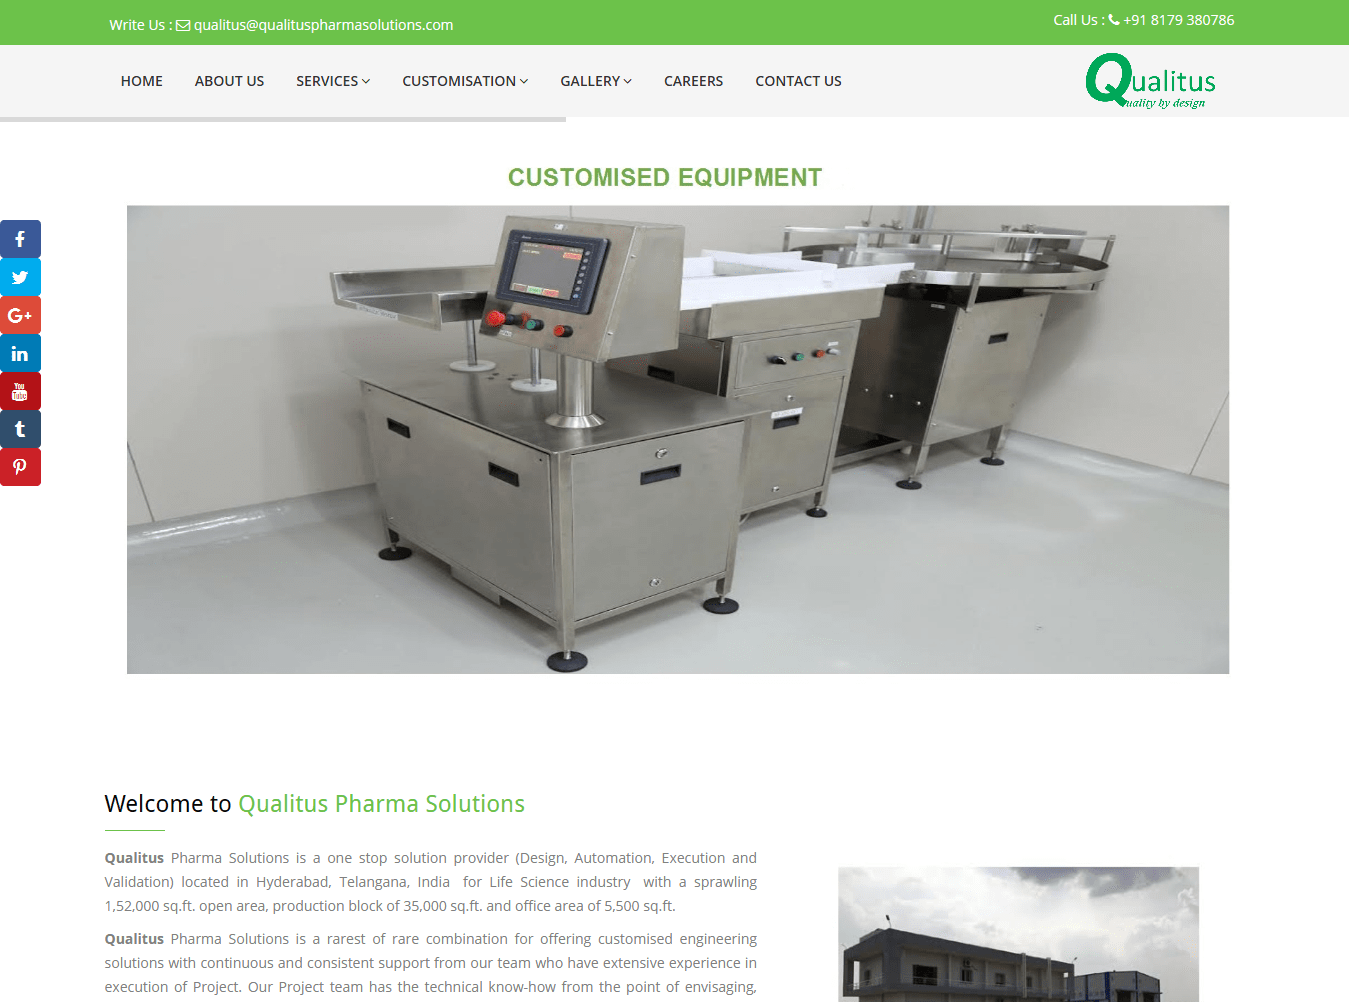 Write Us : qualitus@qualituspharmasolutions.com
Call Us : +91 8179 380786
HOME ABOUT US SERVICES CUSTOMISATION GALLERY CAREERS CONTACT US
Qualitus
Quality by design
CUSTOMISED EQUIPMENT
You
Tube
Welcome to Qualitus Pharma Solutions
Qualitus Pharma Solutions is a one stop solution provider (Design, Automation, Execution and
Validation) located in Hyderabad, Telangana, India for Life Science industry with a sprawling
1,52,000 sq.ft. open area, production block of 35,000 sq.ft. and office area of 5,500 sq.ft.
Qualitus Pharma Solutions is a rarest of rare combination for offering customised engineering
solutions with continuous and consistent support from our team who have extensive experience in
execution of Project. Our Project team has the technical know-how from the point of envisaging,